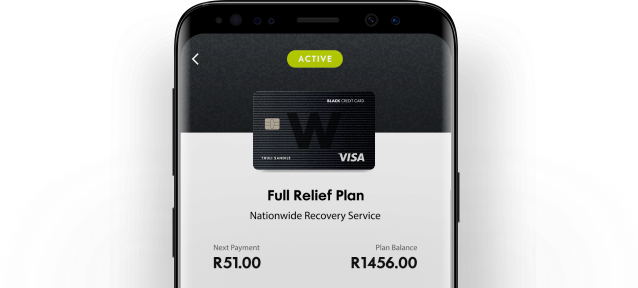 ACTIVE
BLACK CREDIT CARD
W
THULI SANDILE
VISA
Full Relief Plan
Nationwide Recovery Service
Next Payment
Plan Balance
R51.00
R1456.00